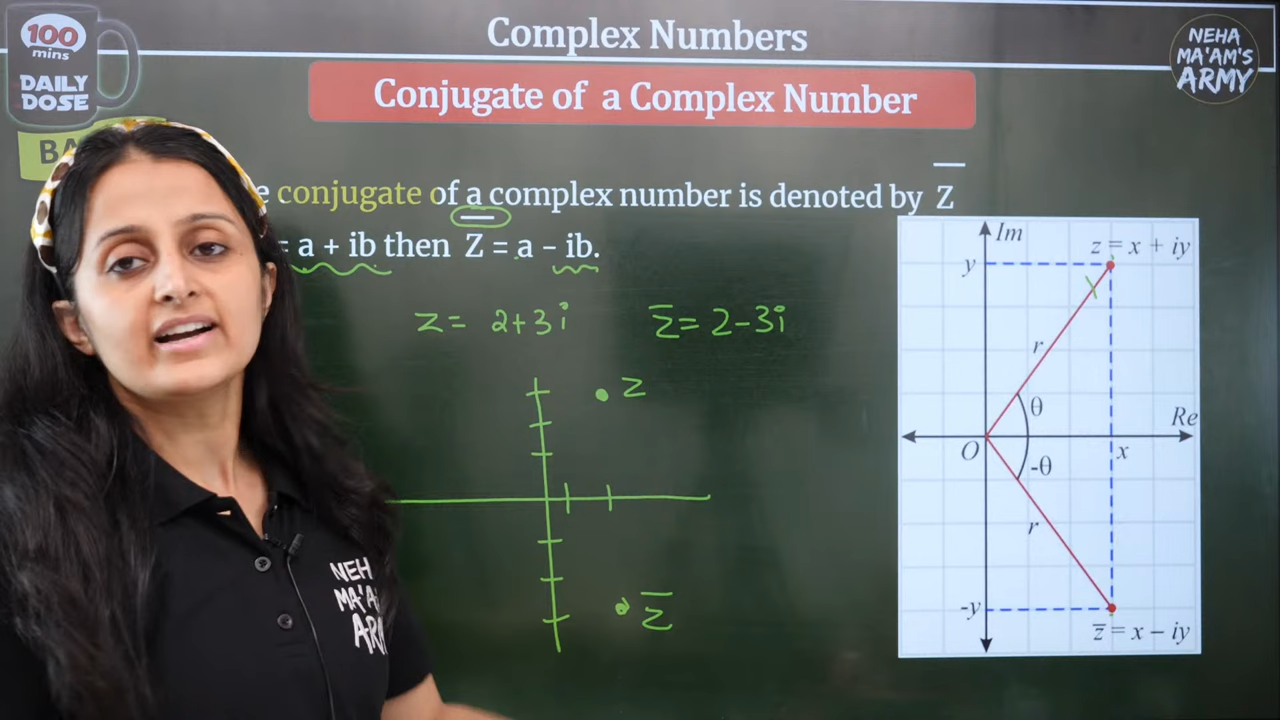 100
mins
DAILY
DOSE
Complex Numbers
NEHA
MA'AM'S
ARMY
Conjugate of a Complex Number
BA
e conjugate of a complex number is denoted by Z̅
= a + ib then Z̅ = a - ib.
z = 2+3i z̅ = 2-3i
z
z̅
Im
z = x + iy
y
r
θ
Re
O
x
-θ
r
-y
z̅ = x - iy
NEH
MA'A
AR